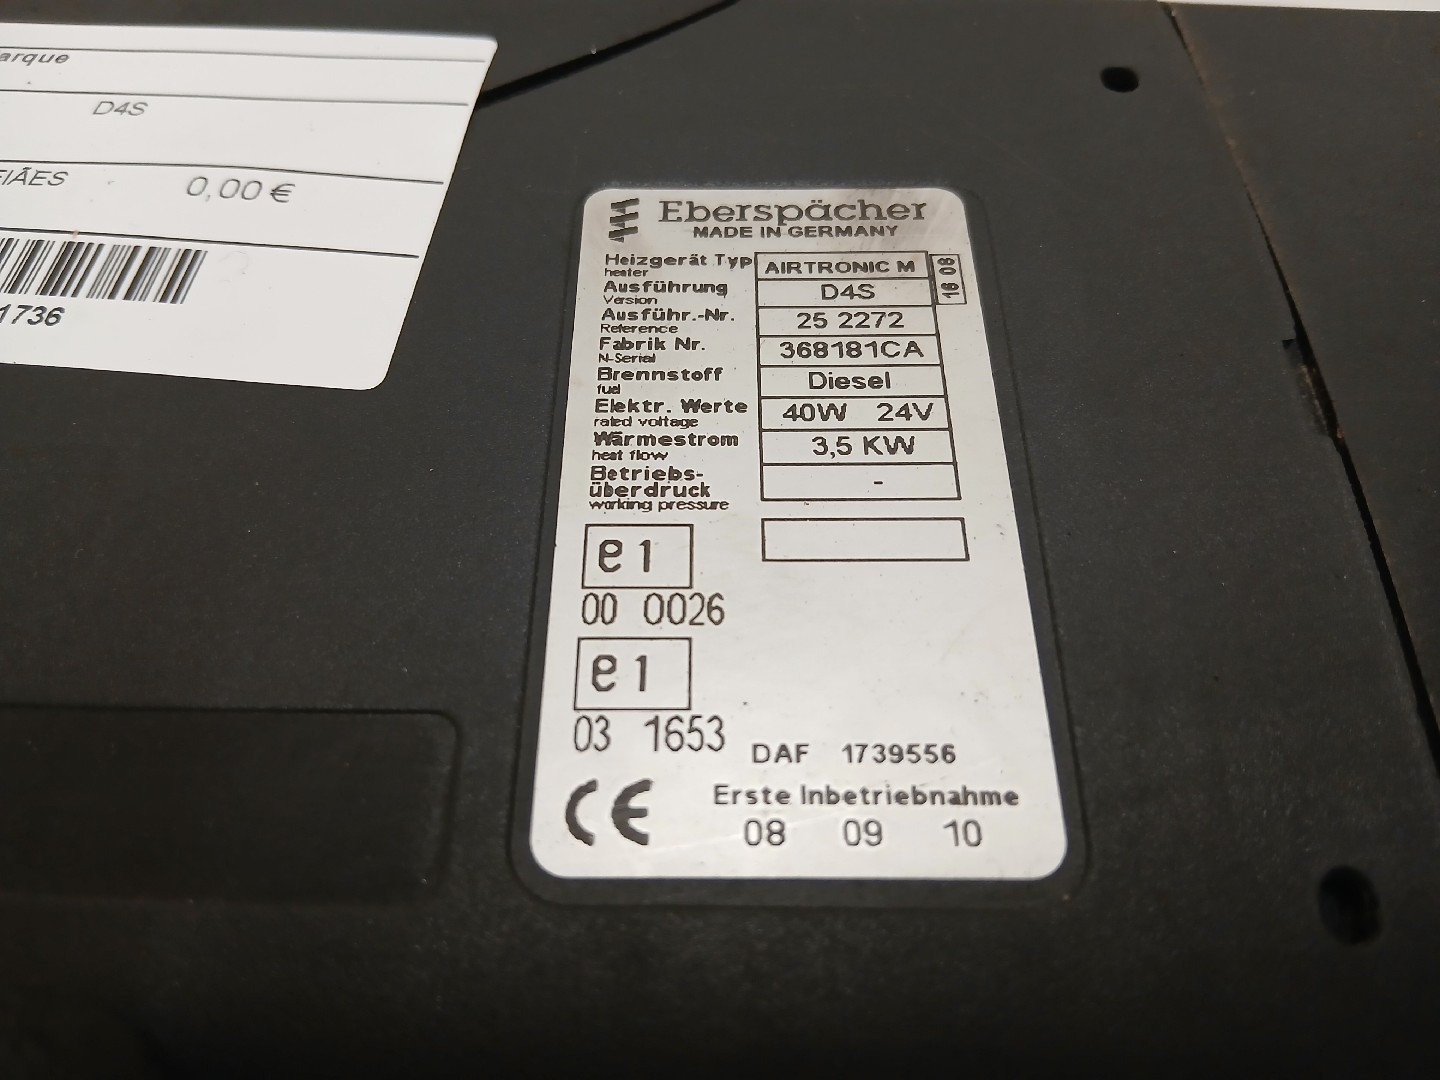 arque
D4S
0,00 €
1736
Eberspächer
MADE IN GERMANY
Heizgerät Typ AIRTRONIC M 16 08
heater
Ausführung D4S
Version
Ausführ.-Nr. 25 2272
Reference
Fabrik Nr. 368181CA
N-Serial
Brennstoff Diesel
fuel
Elektr. Werte 40W 24V
rated voltage
Wärmestrom 3,5 KW
heat flow
Betriebs- -
überdruck
working pressure
e1
00 0026
e1
03 1653
DAF 1739556
CE Erste Inbetriebnahme
08 09 10